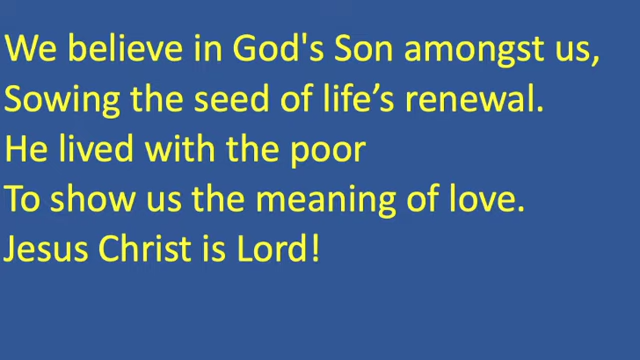 We believe in God's Son amongst us,
Sowing the seed of life’s renewal.
He lived with the poor
To show us the meaning of love.
Jesus Christ is Lord!